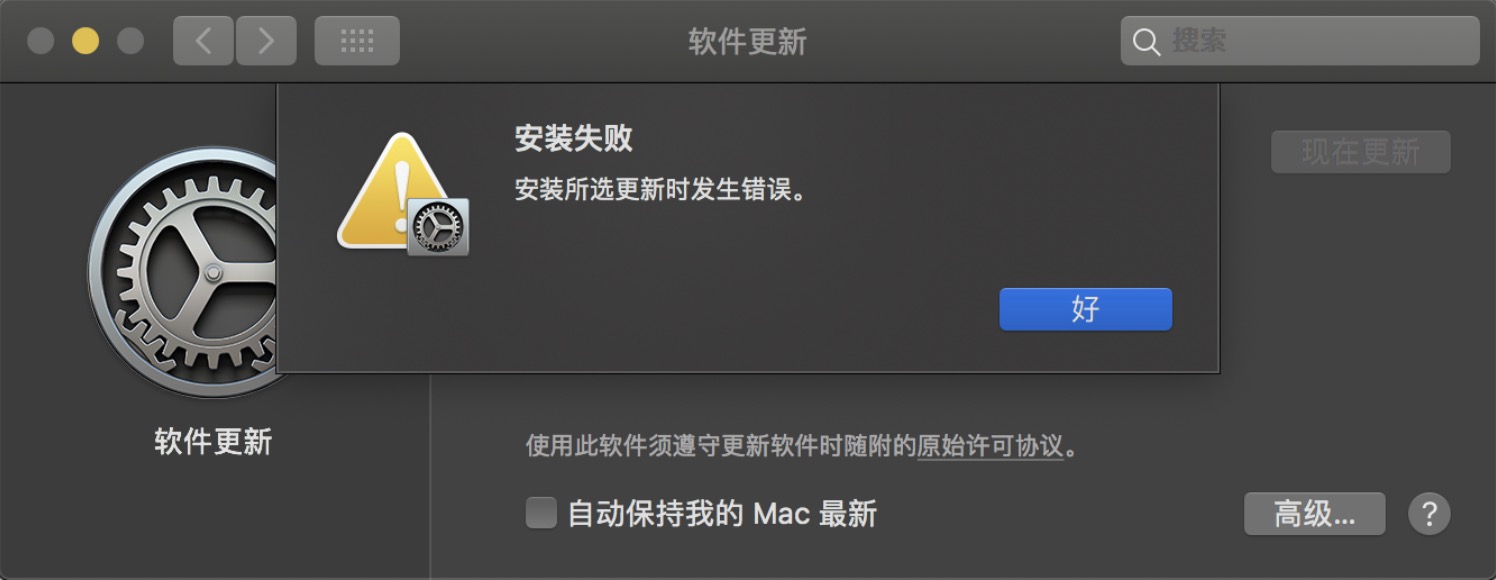 软件更新
搜索
安装失败
安装所选更新时发生错误。
现在更新
好
软件更新
使用此软件须遵守更新软件时随附的原始许可协议。
自动保持我的 Mac 最新
高级...
?